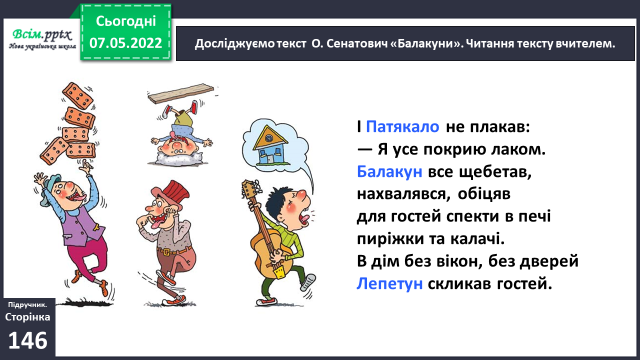 Всім.pptx
Нова українська школа
Сьогодні
07.05.2022
Досліджуємо текст О. Сенатович «Балакуни». Читання тексту вчителем.
І Патякало не плакав:
— Я усе покрию лаком.
Балакун все щебетав,
нахвалявся, обіцяв
для гостей спекти в печі
пиріжки та калачі.
В дім без вікон, без дверей
Лепетун скликав гостей.
Підручник.
Сторінка
146